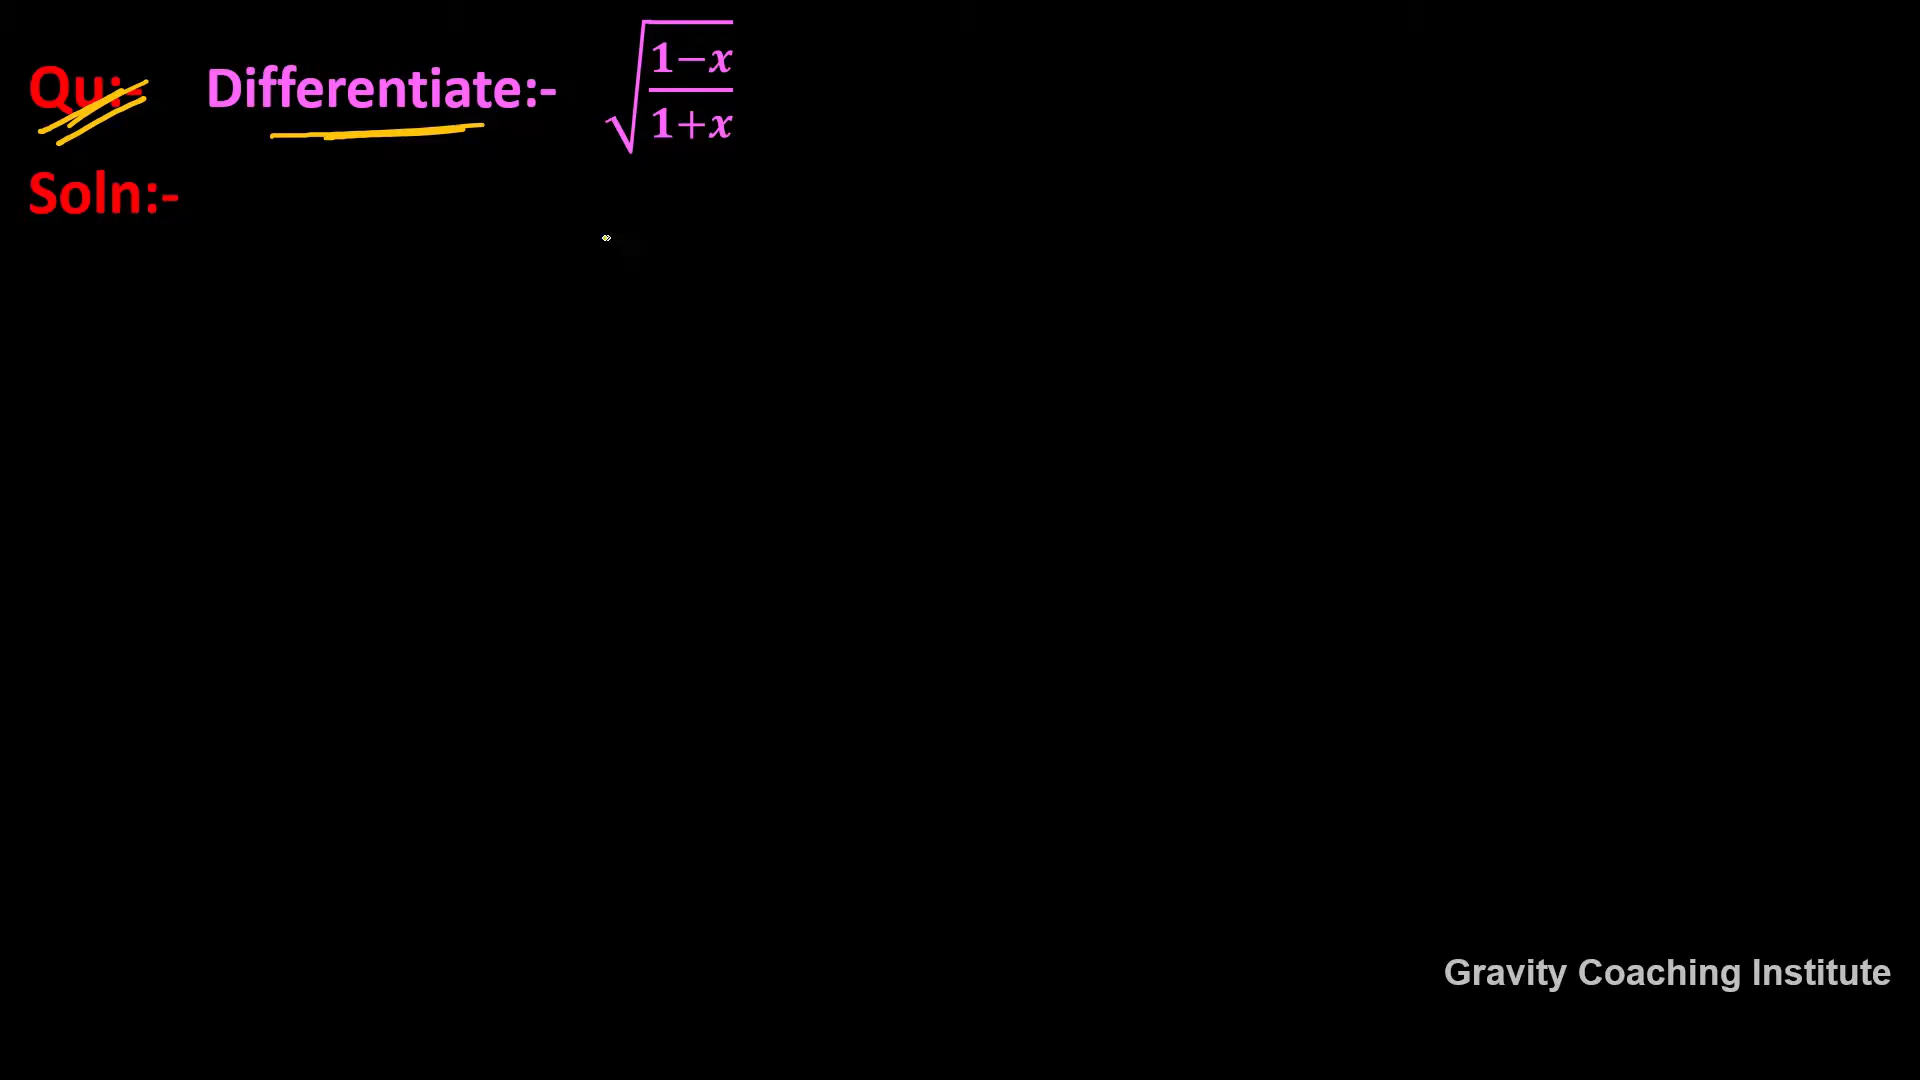 Qu:- Differentiate:- √((1−x)/(1+x))
Soln:-
Gravity Coaching Institute